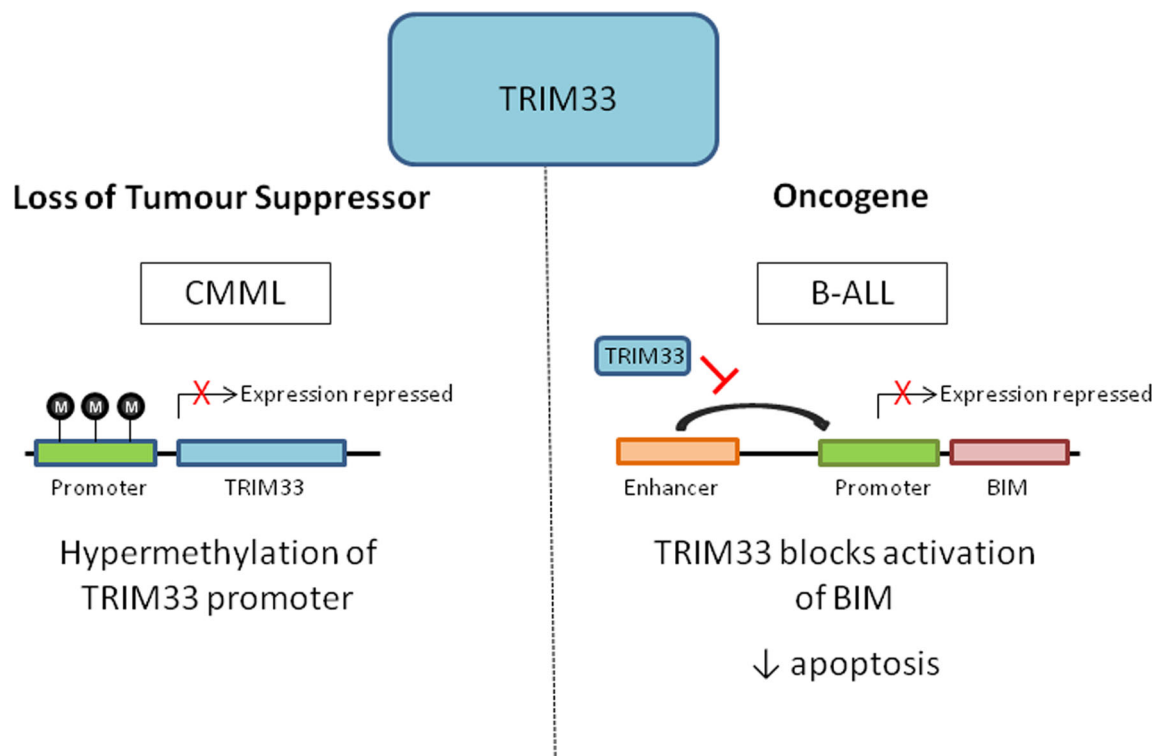 TRIM33
Loss of Tumour Suppressor
CMML
M M M
Expression repressed
Promoter TRIM33
Hypermethylation of
TRIM33 promoter
Oncogene
B-ALL
TRIM33
Expression repressed
Enhancer Promoter BIM
TRIM33 blocks activation
of BIM
↓ apoptosis